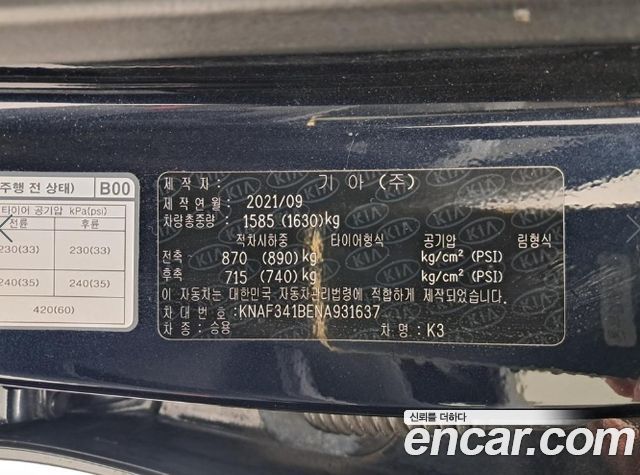 주행 전 상태) B00
타이어 공기압 kPa(psi)
전륜 후륜
230(33) 230(33)
240(35) 240(35)
420(60)
제 작 자 : 기 아 (주)
제 작 연 월 : 2021/09
차량총중량 : 1585 (1630)kg
적차시하중 타이어형식 공기압 림형식
전축 : 870 (890)kg kg/cm² (PSI)
후축 : 715 (740)kg kg/cm² (PSI)
이 자동차는 대한민국 자동차관리법령에 적합하게 제작되었습니다.
차 대 번 호 : KNAF341BENA931637
차 종 : 승용 차 명 : K3
신뢰를 더하다
encar.com